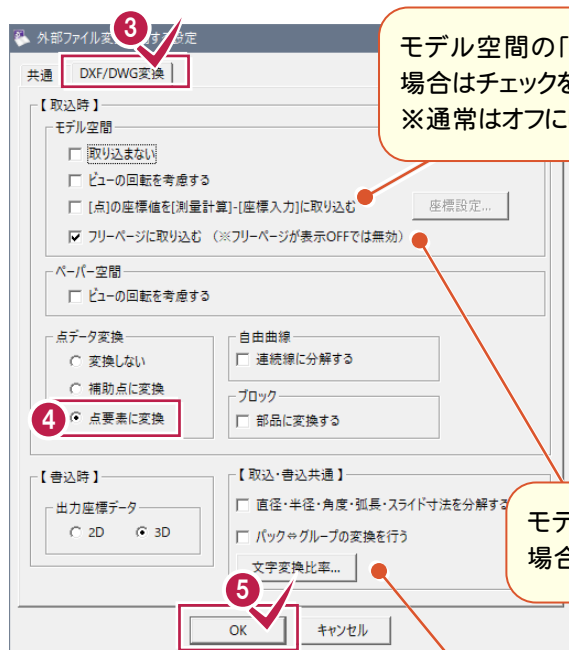 外部ファイル変
設定
3
共通 DXF/DWG変換
モデル空間の「
場合はチェックを
※通常はオフに
【 取込時 】
モデル空間
取り込まない
ビューの回転を考慮する
[点]の座標値を[測量計算]-[座標入力]に取り込む
座標設定...
フリーページに取り込む (※フリーページが表示OFFでは無効)
ペーパー空間
ビューの回転を考慮する
点データ変換
変換しない
補助点に変換
4 点要素に変換
自由曲線
連続線に分解する
ブロック
部品に変換する
【 書込時 】
出力座標データ
2D 3D
【 取込・書込共通 】
直径・半径・角度・弧長・スライド寸法を分解する
パック⇔グループの変換を行う
文字変換比率...
モデ
場合
5
OK キャンセル